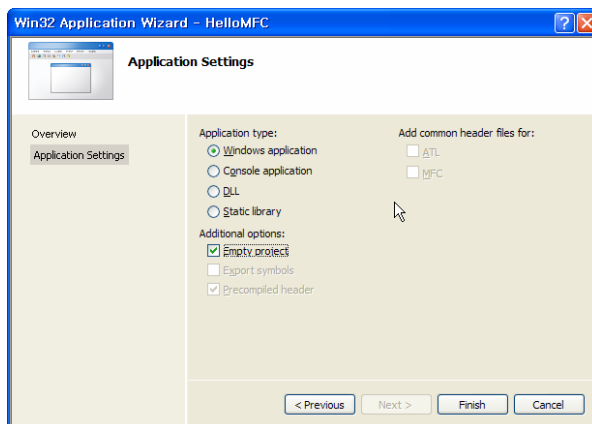 Win32 Application Wizard - HelloMFC
Application Settings
Overview
Application Settings
Application type:
Windows application
Console application
DLL
Static library
Additional options:
Empty project
Export symbols
Precompiled header
Add common header files for:
ATL
MFC
< Previous
Next >
Finish
Cancel